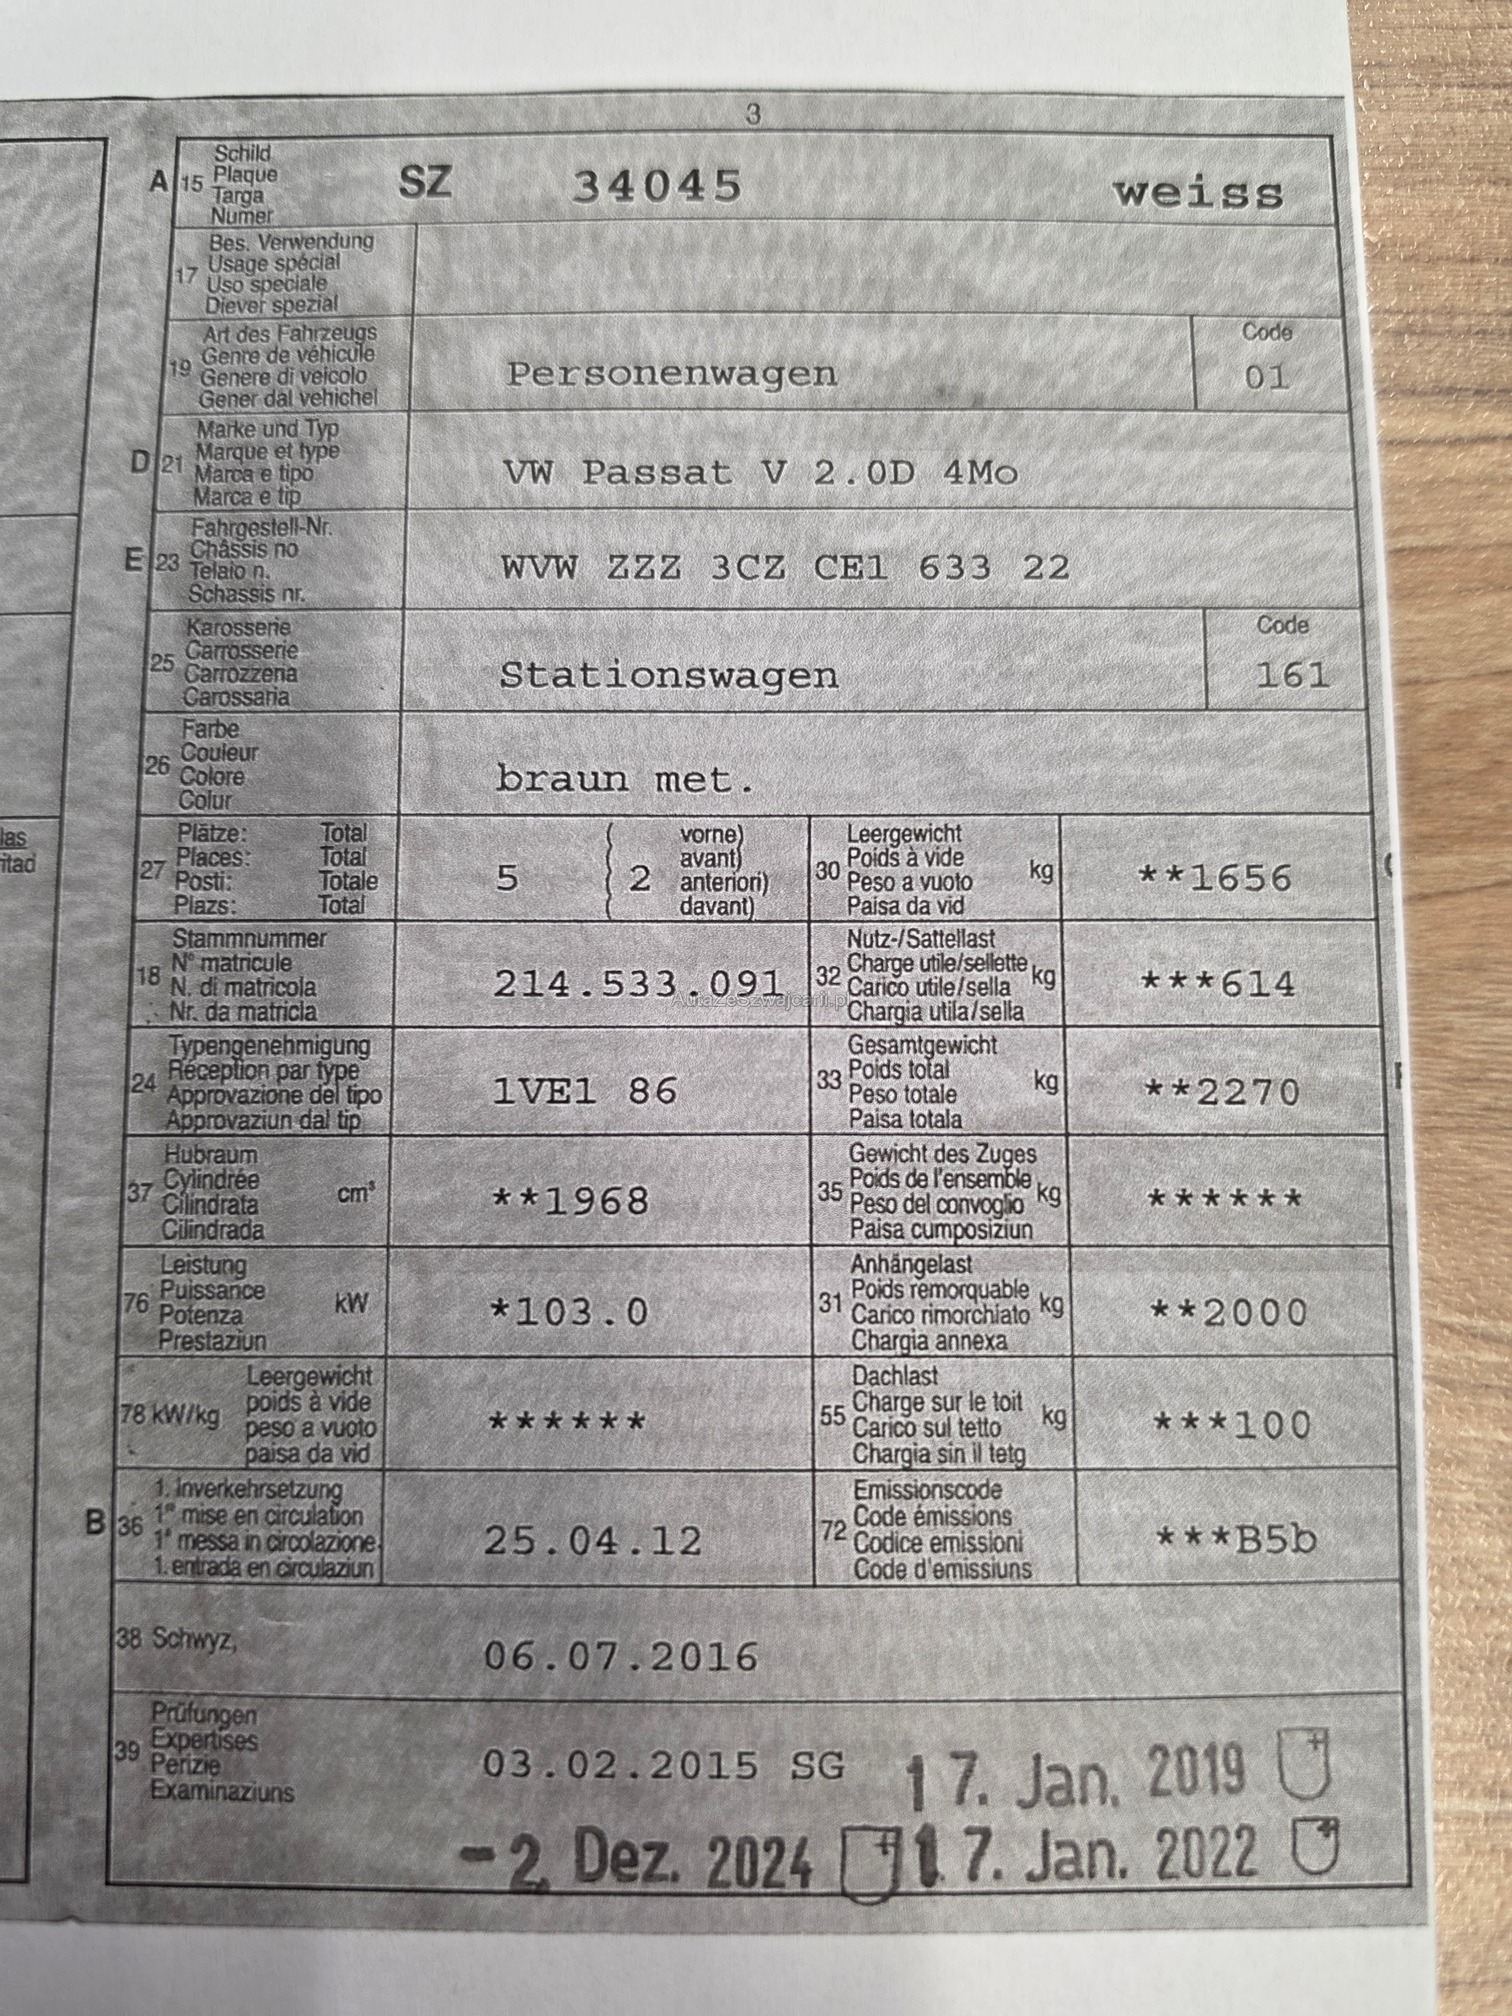 3
A 15 Schild
Plaque
Targa
Numer
SZ 34045 weiss
17 Bes. Verwendung
Usage spécial
Uso speciale
Diever spezial
19 Art des Fahrzeugs
Genre de véhicule
Genere di veicolo
Gener dal vehichel
Personenwagen
Code
01
D 21 Marke und Typ
Marque et type
Marca e tipo
Marca e tip
VW Passat V 2.0D 4Mo
E 23 Fahrgestell-Nr.
Châssis no
Telaio n.
Schassis nr.
WVW ZZZ 3CZ CE1 633 22
25 Karosserie
Carrosserie
Carrozzeria
Carossaria
Stationswagen
Code
161
26 Farbe
Couleur
Colore
Colur
braun met.
las
ritad
27 Plätze: Total
Places: Total
Posti: Totale
Plazs: Total
5 ( 2 vorne)
avant)
anteriori)
davant)
30 Leergewicht
Poids à vide
Peso a vuoto
Paisa da vid
kg **1656
18 Stammnummer
N° matricule
N. di matricola
Nr. da matricla
214.533.091
AutaZeSzwajcarii.pl
32 Nutz-/Sattellast
Charge utile/sellette
Carico utile/sella
Chargia utila/sella
kg ***614
24 Typengenehmigung
Réception par type
Approvazione del tipo
Approvaziun dal tip
1VE1 86
33 Gesamtgewicht
Poids total
Peso totale
Paisa totala
kg **2270
37 Hubraum
Cylindrée
Cilindrata
Cilindrada
cm³ **1968
35 Gewicht des Zuges
Poids de l'ensemble
Peso del convoglio
Paisa cumposiziun
kg ******
76 Leistung
Puissance
Potenza
Prestaziun
kW *103.0
31 Anhängelast
Poids remorquable
Carico rimorchiato
Chargia annexa
kg **2000
78 kW/kg Leergewicht
poids à vide
peso a vuoto
paisa da vid
******
55 Dachlast
Charge sur le toit
Carico sul tetto
Chargia sin il tetg
kg ***100
B 36 1. Inverkehrsetzung
1re mise en circulation
1a messa in circolazione
1. entrada en circulaziun
25.04.12
72 Emissionscode
Code émissions
Codice emissioni
Code d'emissiuns
***B5b
38 Schwyz, 06.07.2016
39 Prüfungen
Expertises
Perizie
Examinaziuns
03.02.2015 SG 17. Jan. 2019
-2. Dez. 2024 17. Jan. 2022